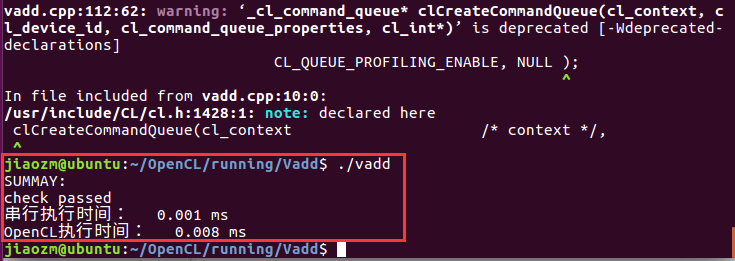 vadd.cpp:112:62: warning: ‘_cl_command_queue* clCreateCommandQueue(cl_context, c
l_device_id, cl_command_queue_properties, cl_int*)’ is deprecated [-Wdeprecated-
declarations]
CL_QUEUE_PROFILING_ENABLE, NULL );
^
In file included from vadd.cpp:10:0:
/usr/include/CL/cl.h:1428:1: note: declared here
clCreateCommandQueue(cl_context /* context */,
^
jiaozm@ubuntu:~/OpenCL/running/Vadd$ ./vadd
SUMMAY:
check passed
串行执行时间： 0.001 ms
OpenCL执行时间： 0.008 ms
jiaozm@ubuntu:~/OpenCL/running/Vadd$